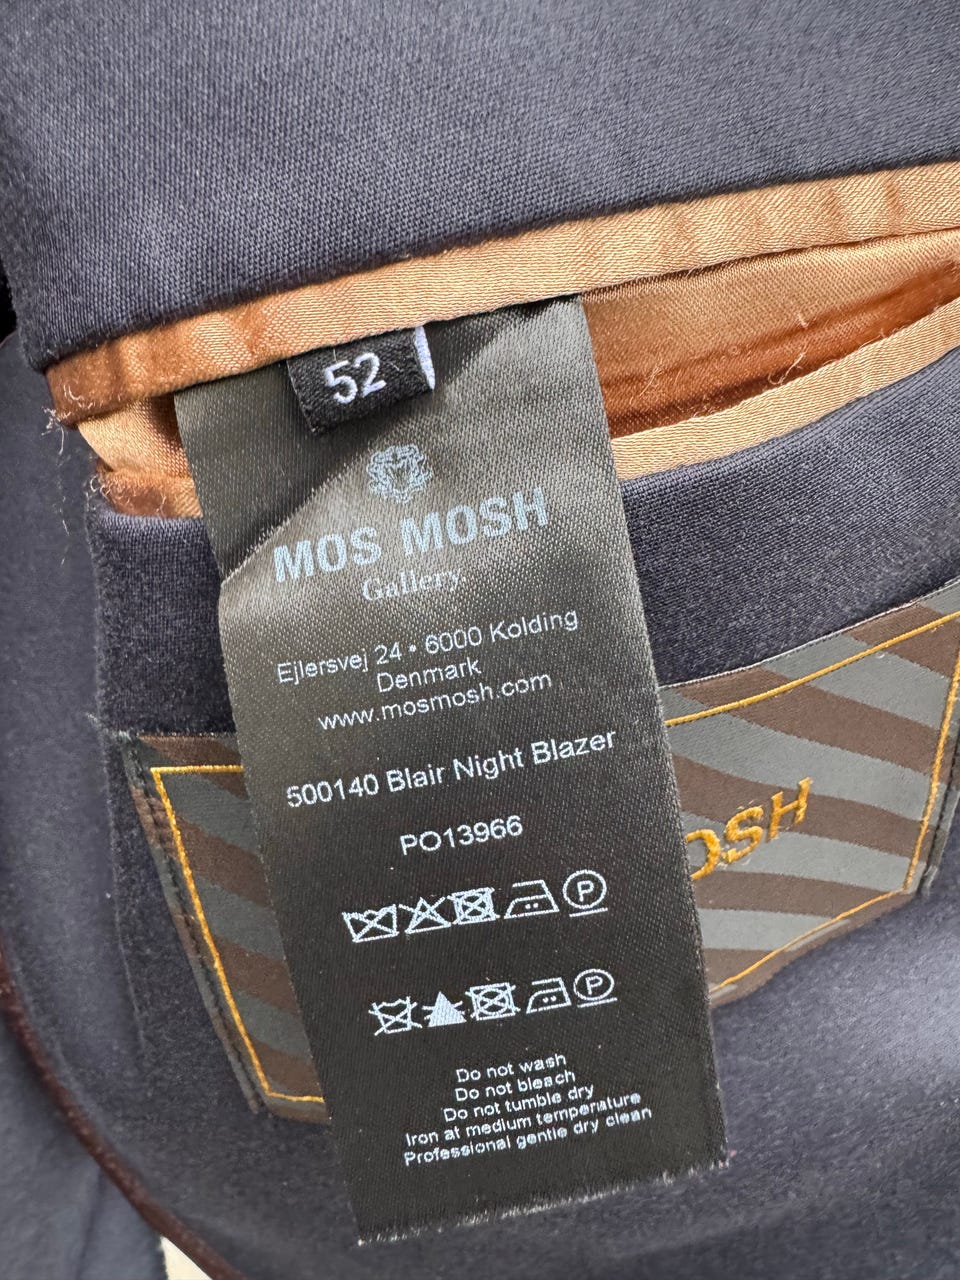 52
MOS MOSH
Gallery
Ejlersvej 24 • 6000 Kolding
Denmark
www.mosmosh.com
500140 Blair Night Blazer
PO13966
P
P
Do not wash
Do not bleach
Do not tumble dry
Iron at medium temperature
Professional gentle dry clean
OSH